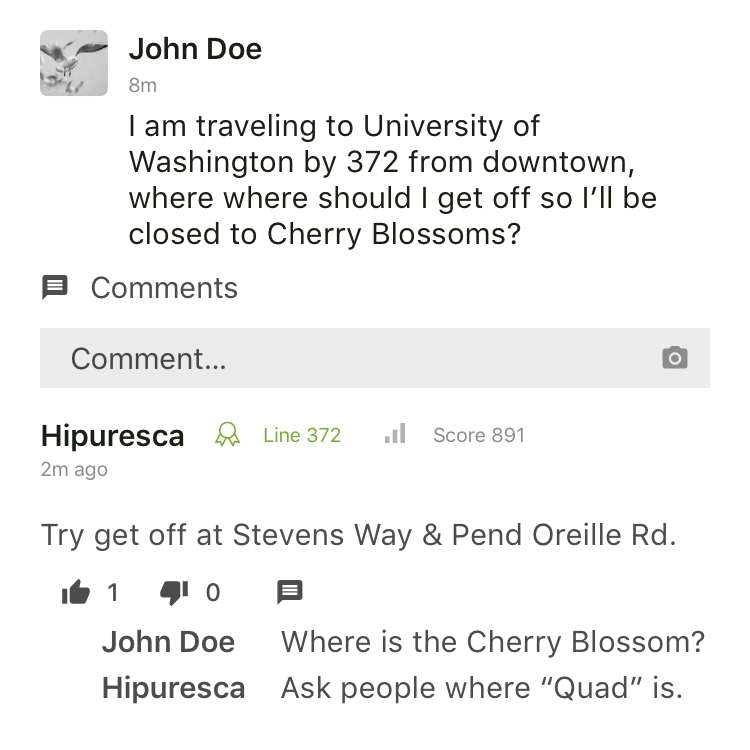 John Doe
8m
I am traveling to University of
Washington by 372 from downtown,
where where should I get off so I’ll be
closed to Cherry Blossoms?
Comments
Comment...
Hipuresca Line 372 Score 891
2m ago
Try get off at Stevens Way & Pend Oreille Rd.
1 0
John Doe Where is the Cherry Blossom?
Hipuresca Ask people where “Quad” is.